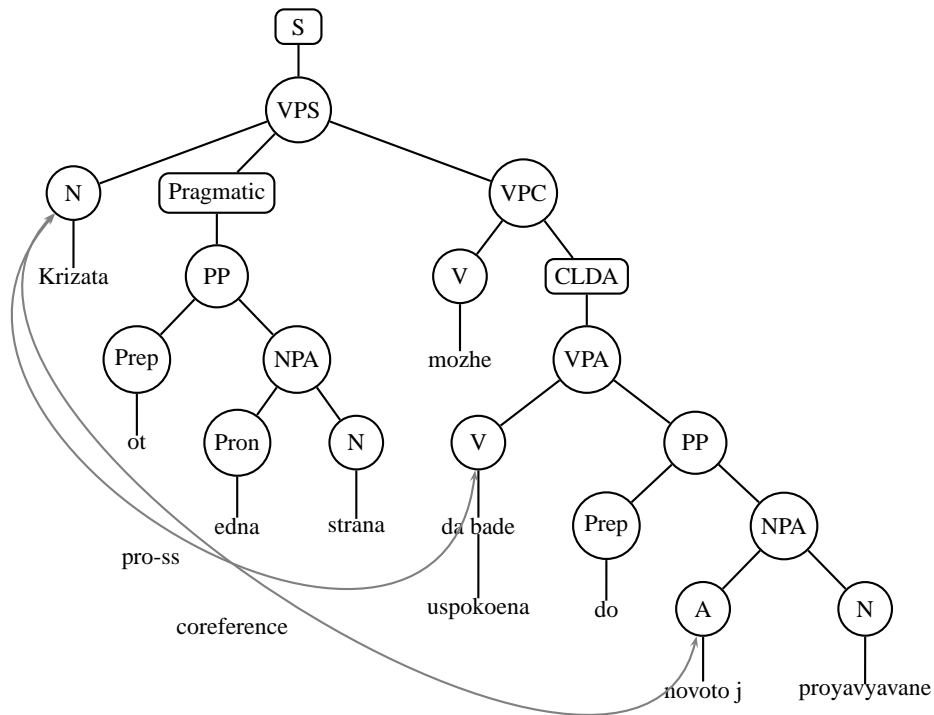 S
VPS
N
Pragmatic
VPC
Krizata
PP
V
CLDA
Prep
NPA
mozhe
VPA
ot
Pron
N
V
PP
edna
strana
da bade
Prep
NPA
pro-ss
uspokoena
do
A
N
coreference
novoto j
proyavyavane